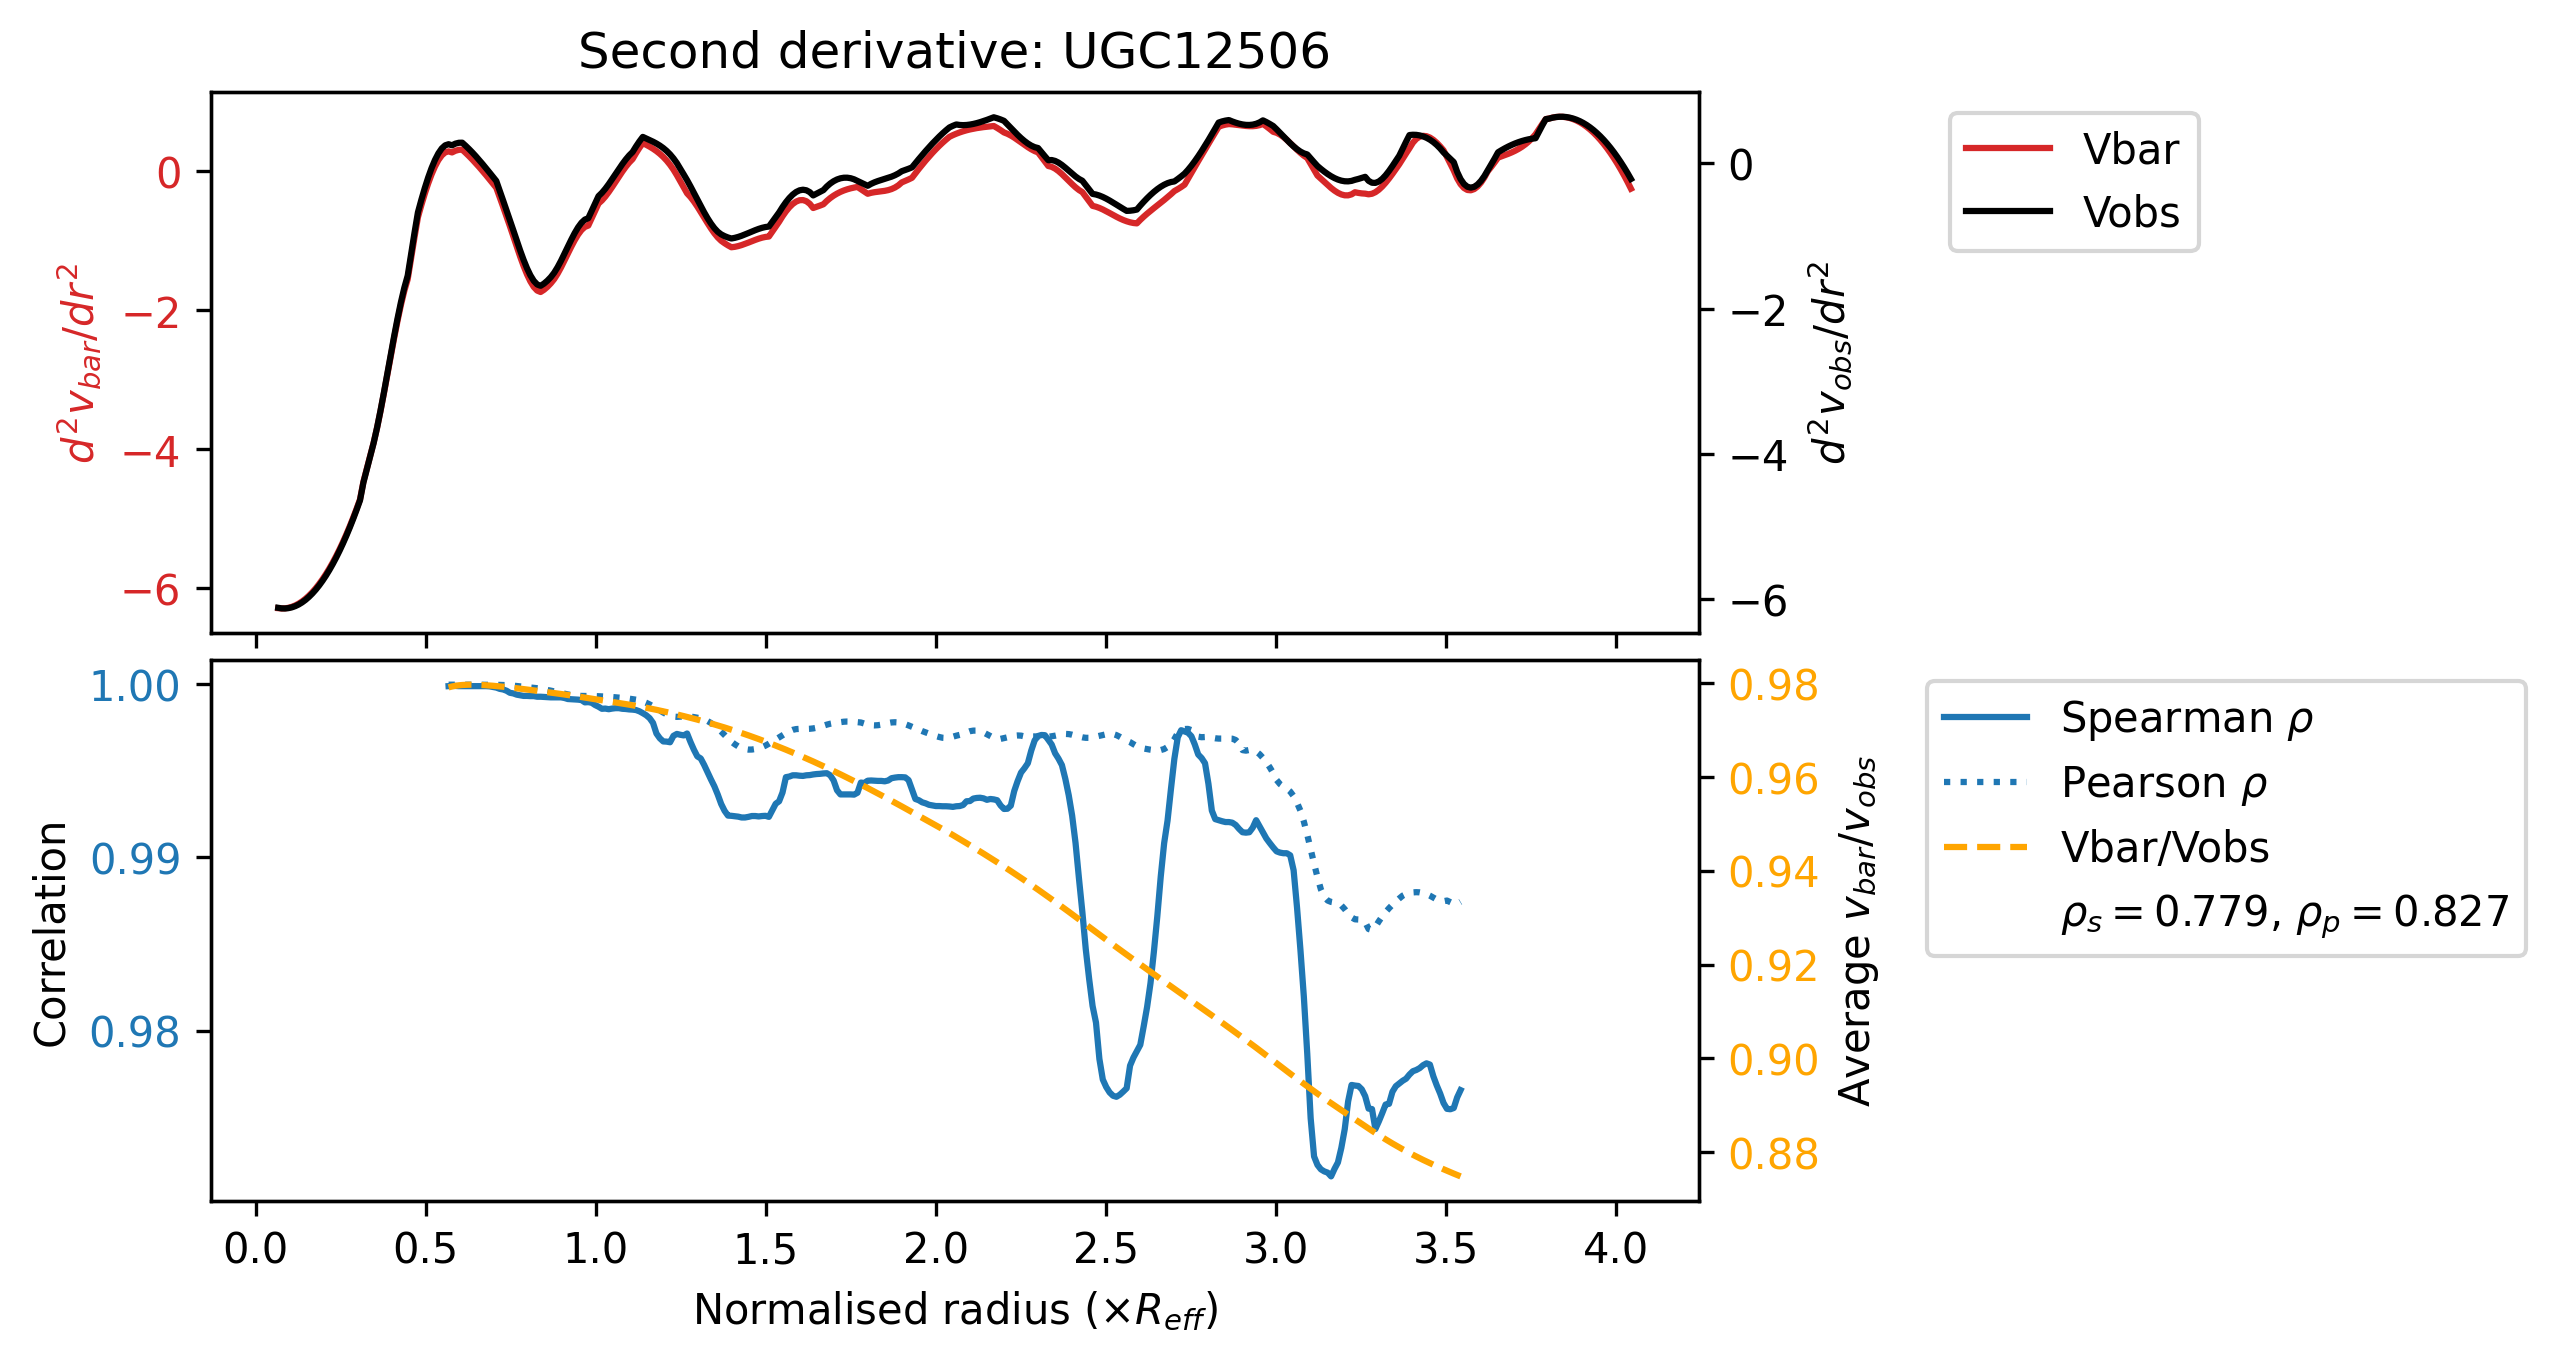 Second derivative: UGC12506
0
−2
−4
−6
d²v_bar/dr²
0
−2
−4
−6
d²v_obs/dr²
Vbar
Vobs
1.00
0.99
0.98
Correlation
0.98
0.96
0.94
0.92
0.90
0.88
Average v_bar/v_obs
Spearman ρ
Pearson ρ
Vbar/Vobs
ρ_s = 0.779, ρ_p = 0.827
0.0 0.5 1.0 1.5 2.0 2.5 3.0 3.5 4.0
Normalised radius (×R_eff)